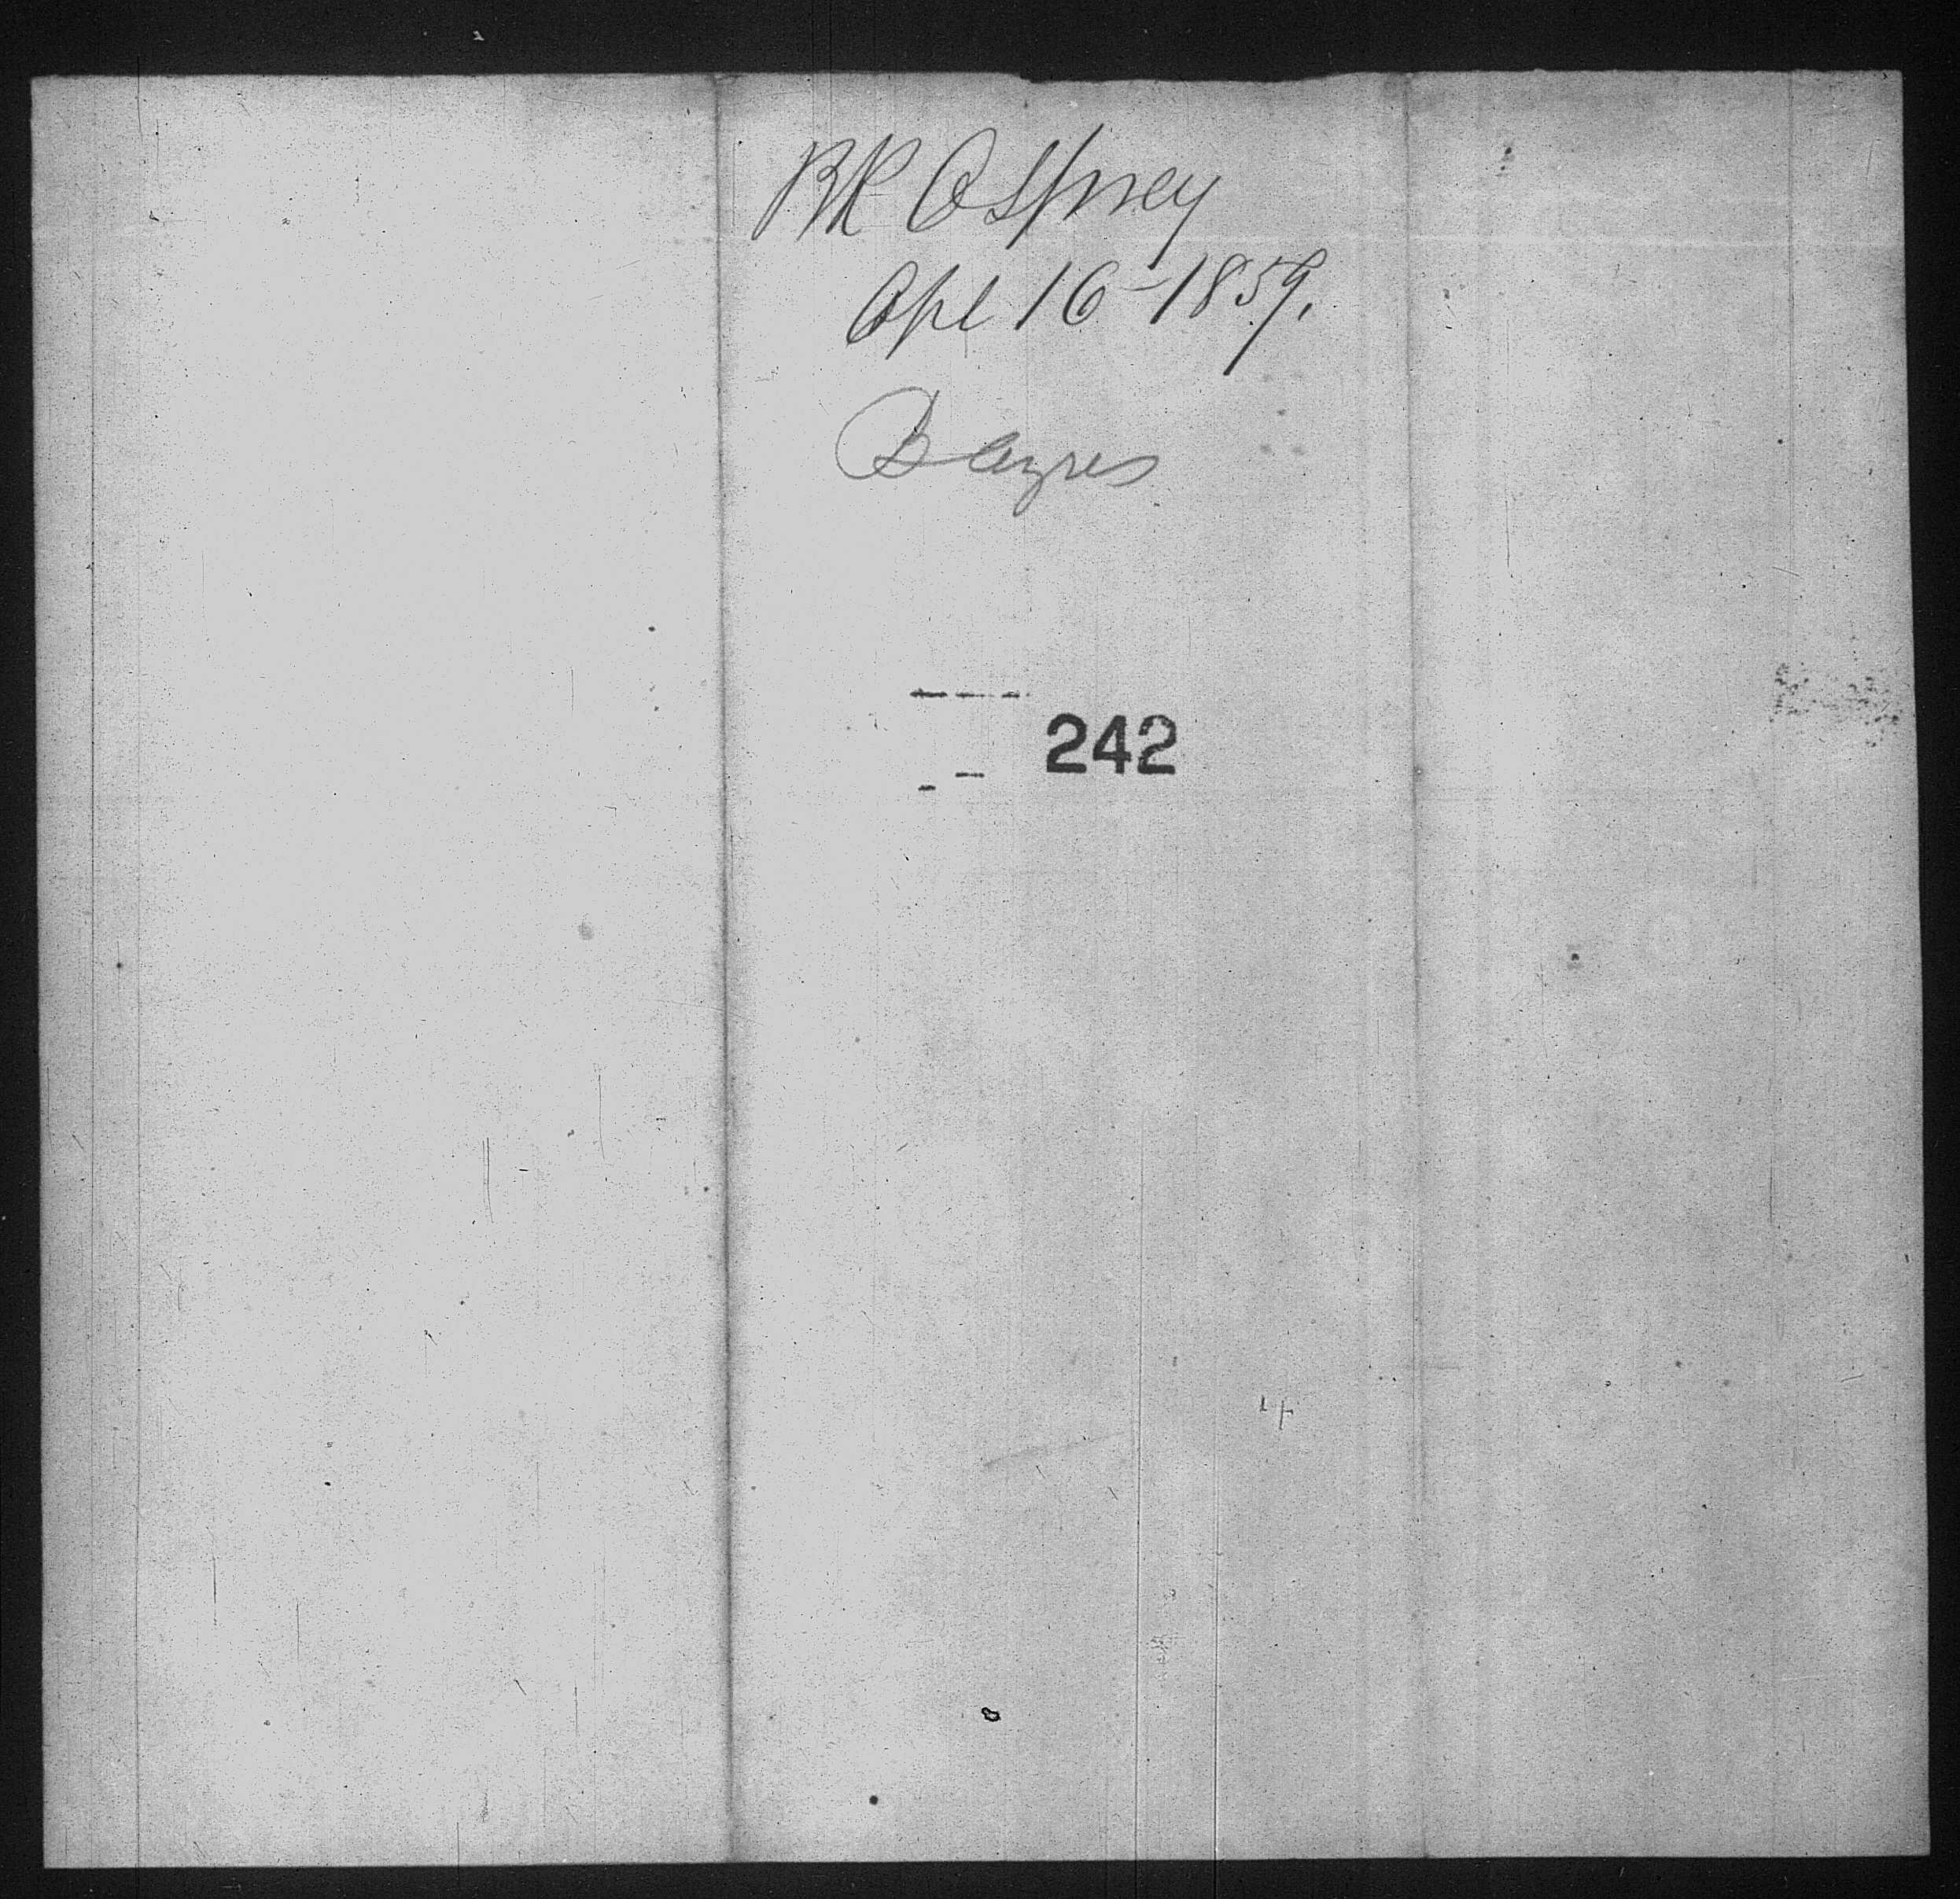 BK Osprey
Apl 16-1859.
B ayres
242